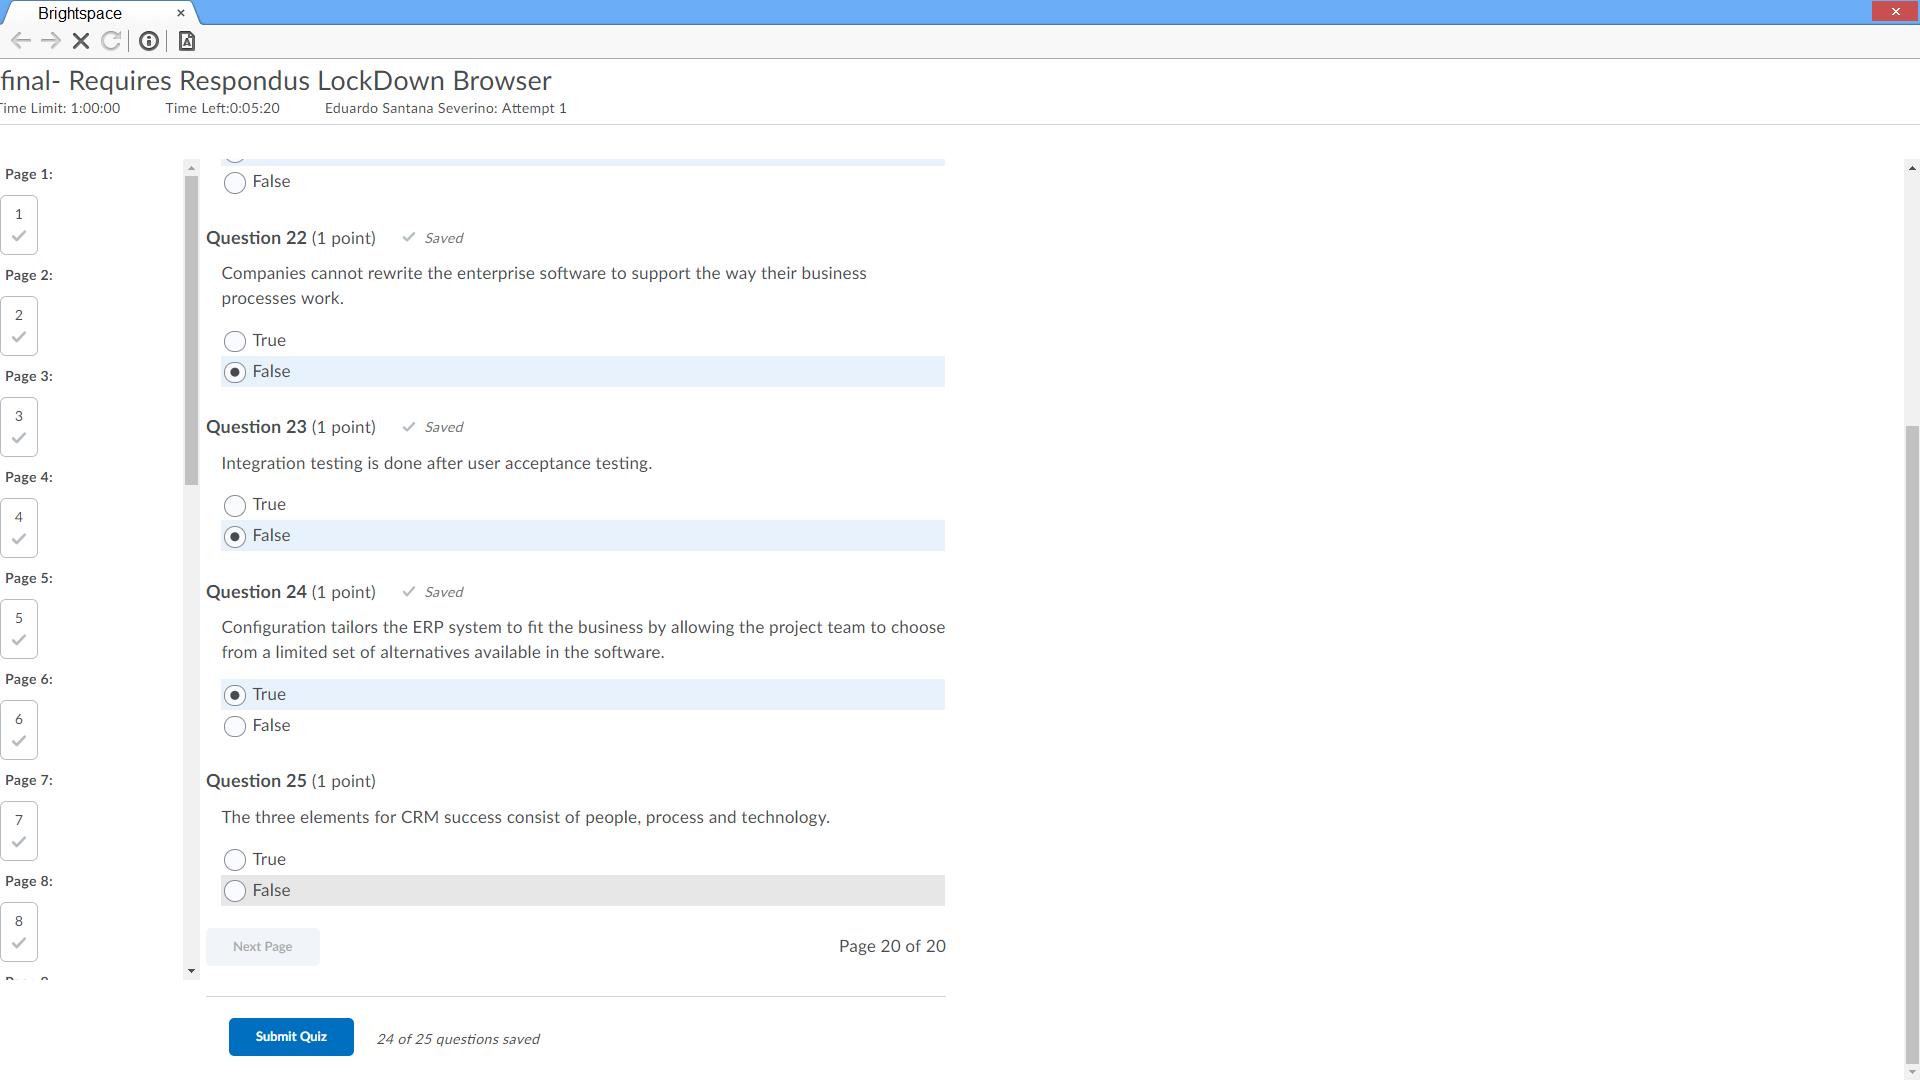 Brightspace
final- Requires Respondus LockDown Browser
Time Limit: 1:00:00 Time Left:0:05:20 Eduardo Santana Severino: Attempt 1
Page 1:
1
Page 2:
2
Page 3:
3
Page 4:
4
Page 5:
5
Page 6:
6
Page 7:
7
Page 8:
8
False
Question 22 (1 point) Saved
Companies cannot rewrite the enterprise software to support the way their business
processes work.
True
False
Question 23 (1 point) Saved
Integration testing is done after user acceptance testing.
True
False
Question 24 (1 point) Saved
Configuration tailors the ERP system to fit the business by allowing the project team to choose
from a limited set of alternatives available in the software.
True
False
Question 25 (1 point)
The three elements for CRM success consist of people, process and technology.
True
False
Next Page Page 20 of 20
Submit Quiz 24 of 25 questions saved